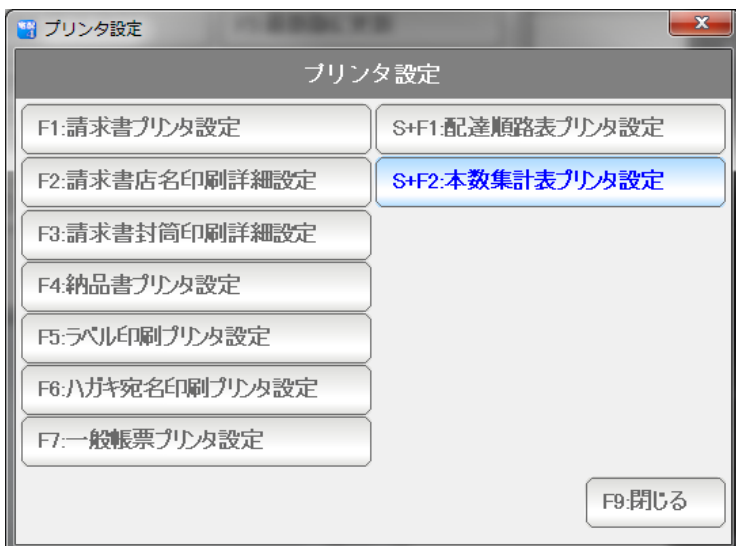 プリンタ設定
プリンタ設定
F1:請求書プリンタ設定
F2:請求書店名印刷詳細設定
F3:請求書封筒印刷詳細設定
F4:納品書プリンタ設定
F5:ラベル印刷プリンタ設定
F6:ハガキ宛名印刷プリンタ設定
F7:一般帳票プリンタ設定
S+F1:配達順路表プリンタ設定
S+F2:本数集計表プリンタ設定
F9:閉じる